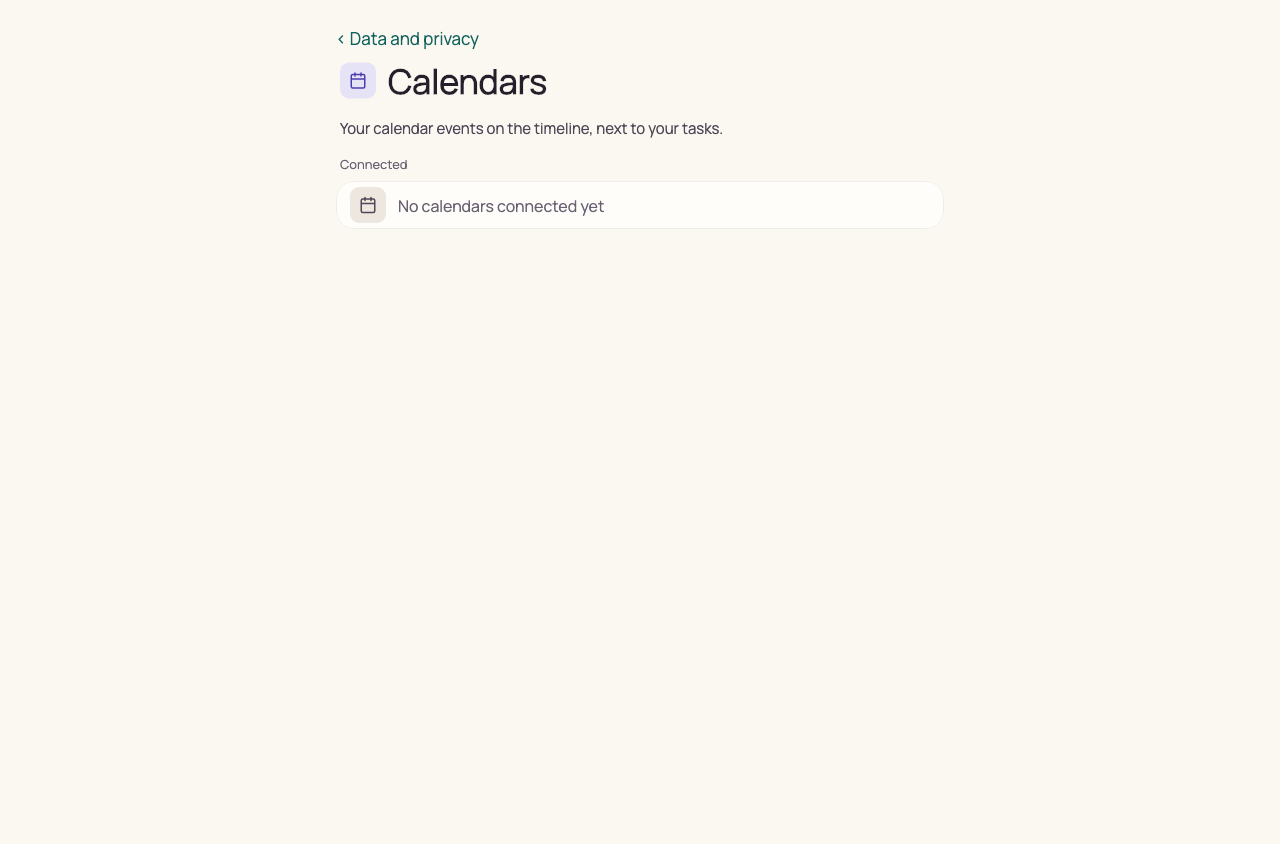 Data and privacy
Calendars
Your calendar events on the timeline, next to your tasks.
Connected
No calendars connected yet